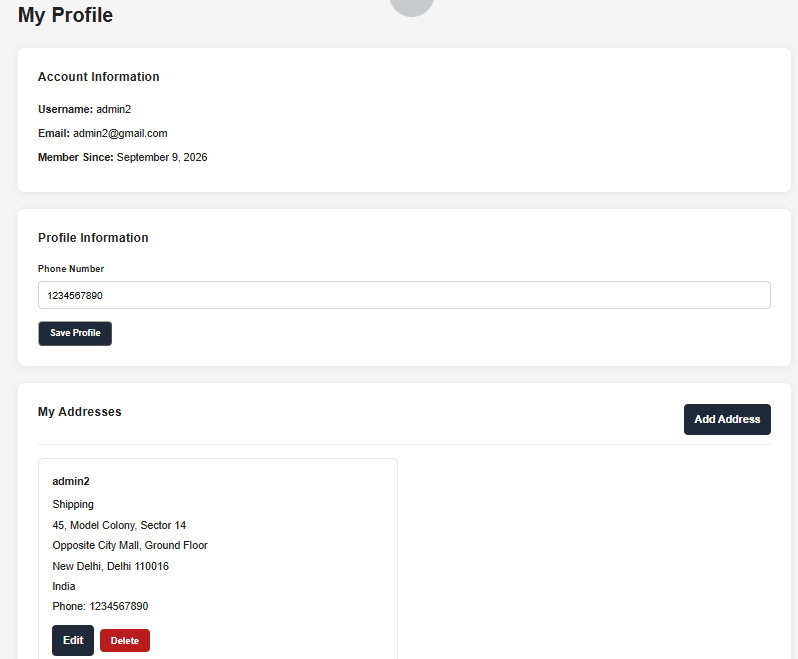 My Profile
Account Information
Username: admin2
Email: admin2@gmail.com
Member Since: September 9, 2026
Profile Information
Phone Number
1234567890
Save Profile
My Addresses
Add Address
admin2
Shipping
45, Model Colony, Sector 14
Opposite City Mall, Ground Floor
New Delhi, Delhi 110016
India
Phone: 1234567890
Edit
Delete